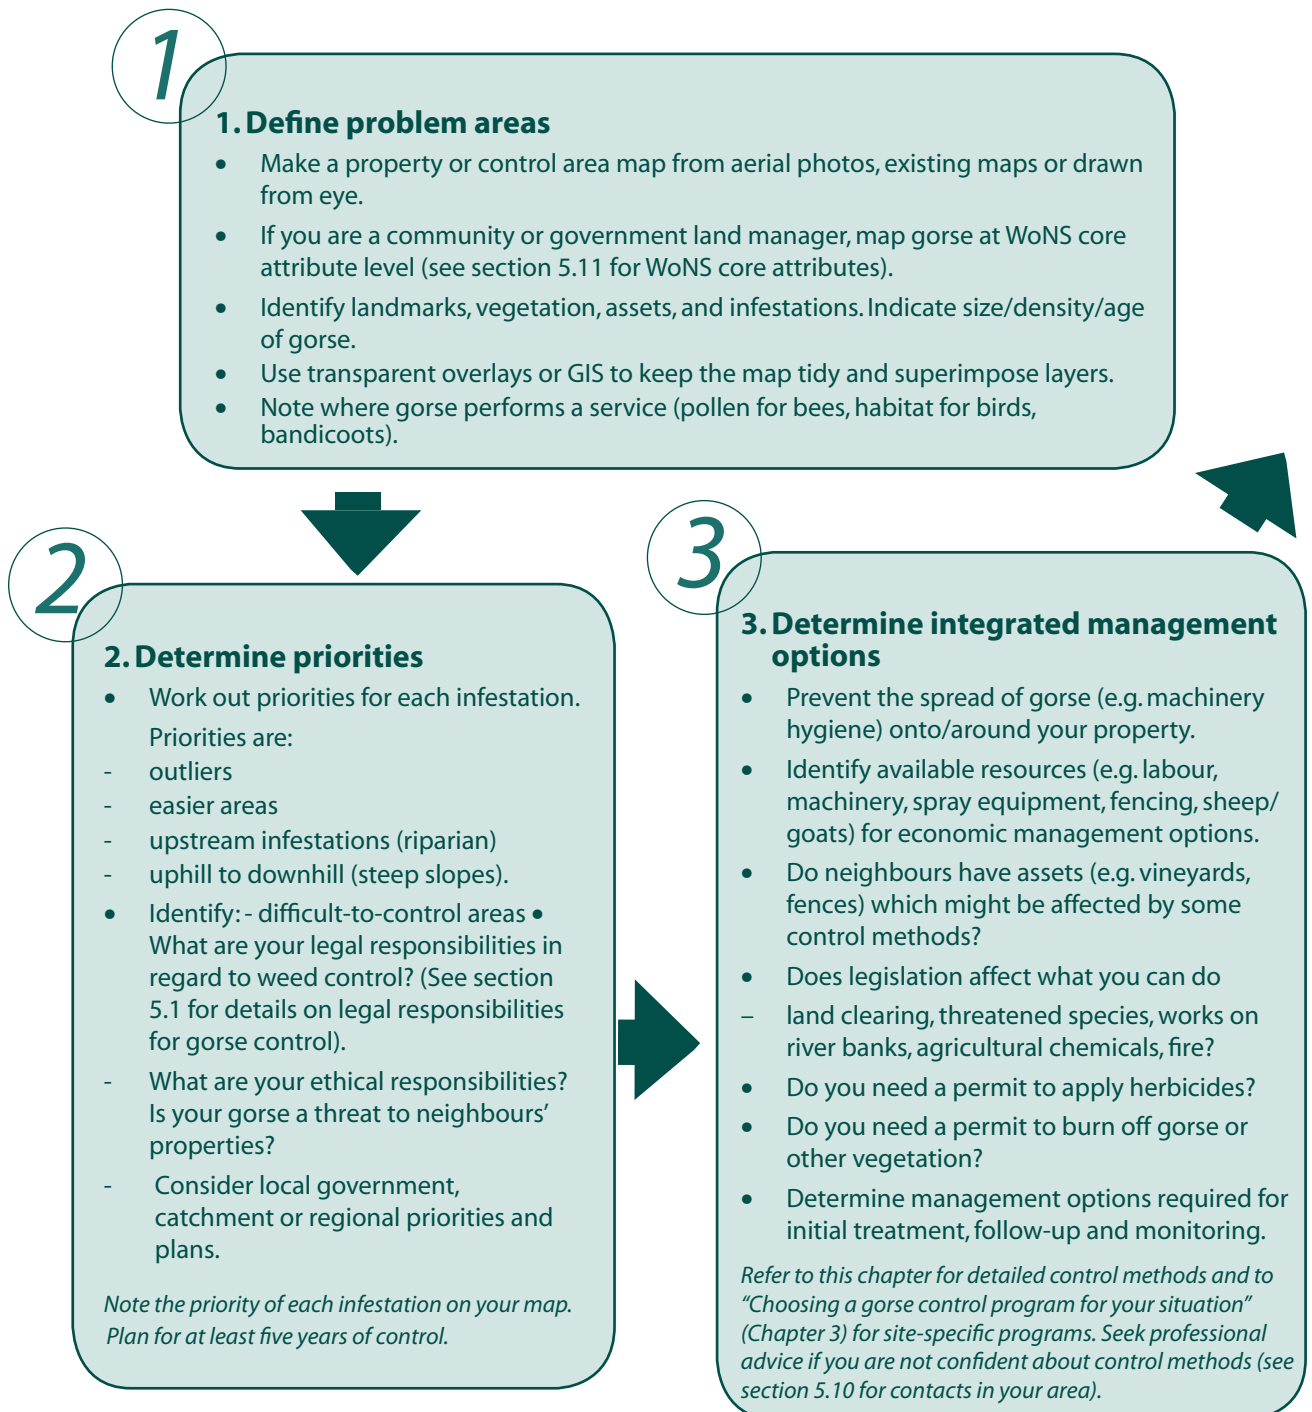 1
1. Define problem areas
• Make a property or control area map from aerial photos, existing maps or drawn
from eye.
• If you are a community or government land manager, map gorse at WoNS core
attribute level (see section 5.11 for WoNS core attributes).
• Identify landmarks, vegetation, assets, and infestations. Indicate size/density/age
of gorse.
• Use transparent overlays or GIS to keep the map tidy and superimpose layers.
• Note where gorse performs a service (pollen for bees, habitat for birds,
bandicoots).
2
2. Determine priorities
• Work out priorities for each infestation.
Priorities are:
- outliers
- easier areas
- upstream infestations (riparian)
- uphill to downhill (steep slopes).
• Identify: - difficult-to-control areas •
What are your legal responsibilities in
regard to weed control? (See section
5.1 for details on legal responsibilities
for gorse control).
- What are your ethical responsibilities?
Is your gorse a threat to neighbours’
properties?
- Consider local government,
catchment or regional priorities and
plans.
Note the priority of each infestation on your map.
Plan for at least five years of control.
3
3. Determine integrated management
options
• Prevent the spread of gorse (e.g. machinery
hygiene) onto/around your property.
• Identify available resources (e.g. labour,
machinery, spray equipment, fencing, sheep/
goats) for economic management options.
• Do neighbours have assets (e.g. vineyards,
fences) which might be affected by some
control methods?
• Does legislation affect what you can do
– land clearing, threatened species, works on
river banks, agricultural chemicals, fire?
• Do you need a permit to apply herbicides?
• Do you need a permit to burn off gorse or
other vegetation?
• Determine management options required for
initial treatment, follow-up and monitoring.
Refer to this chapter for detailed control methods and to
“Choosing a gorse control program for your situation”
(Chapter 3) for site-specific programs. Seek professional
advice if you are not confident about control methods (see
section 5.10 for contacts in your area).